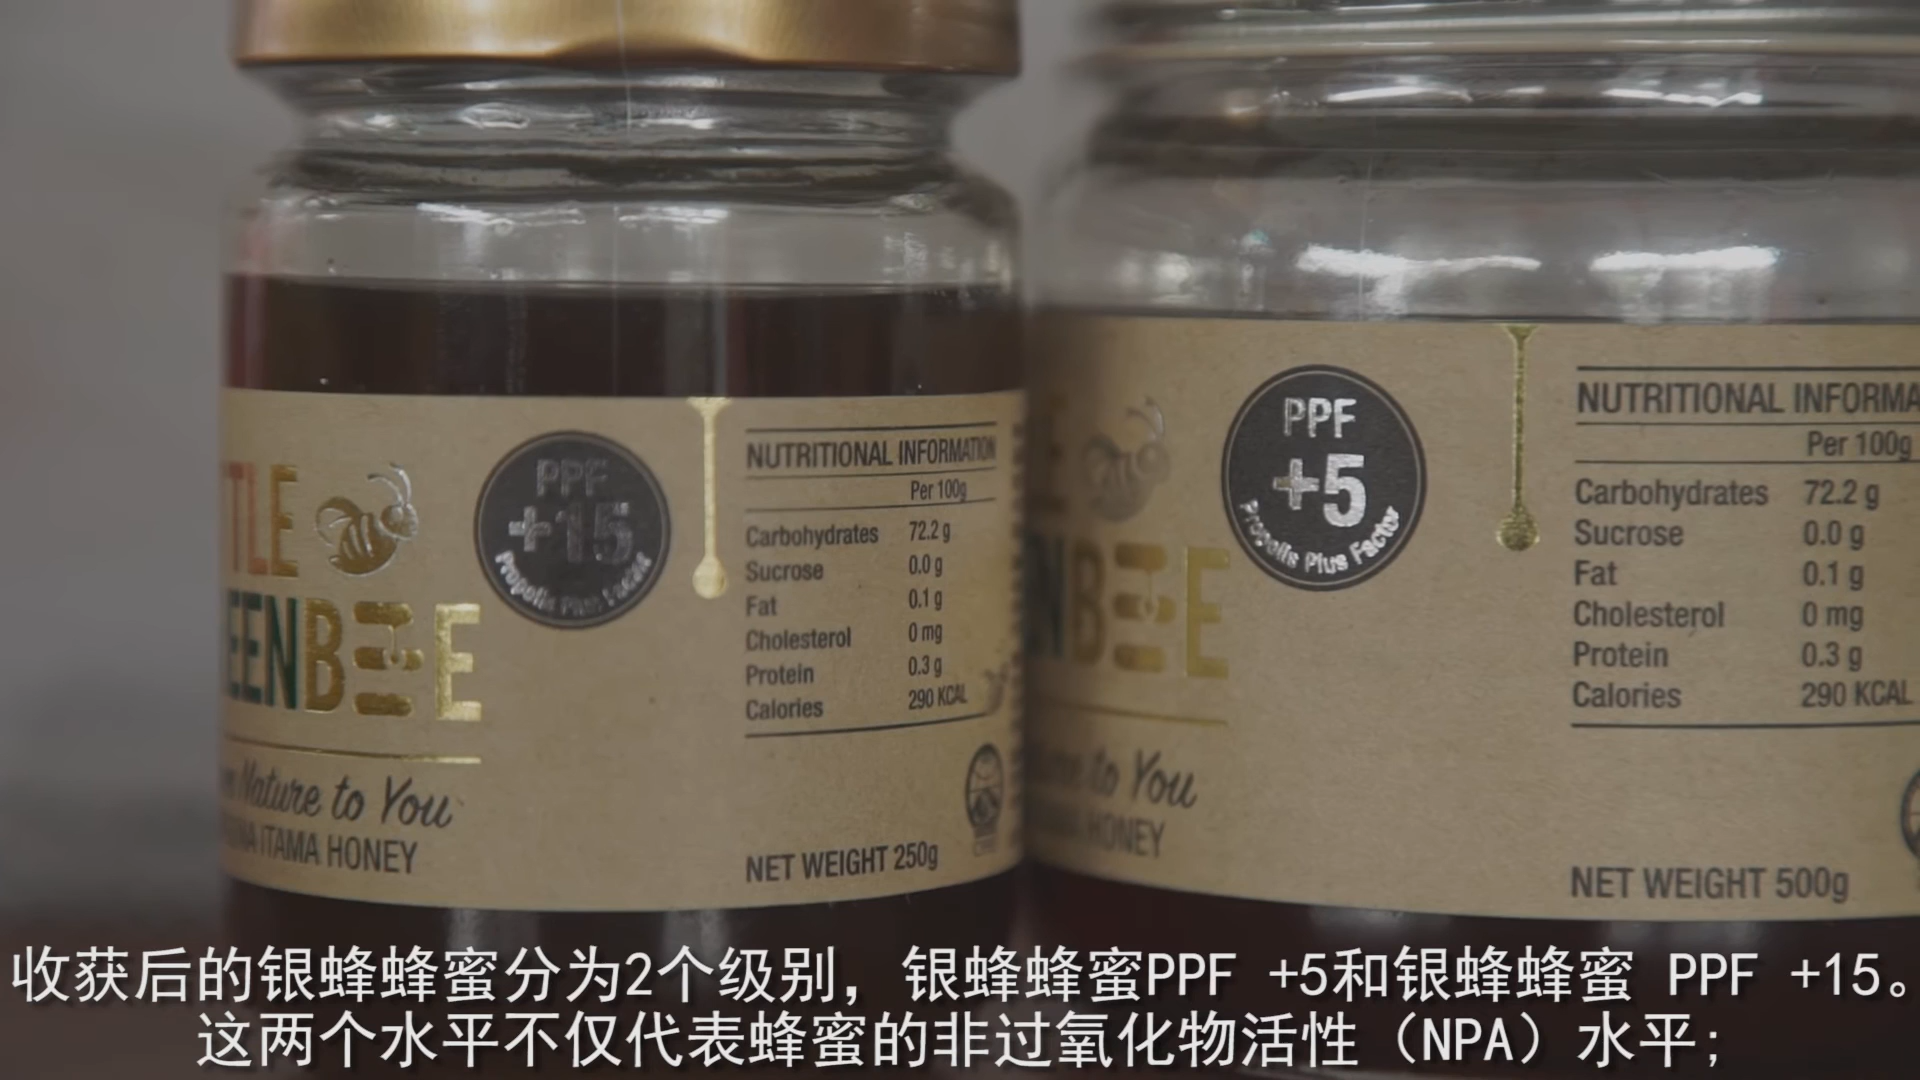 TLE
EENBEE
Nature to You
ITAMA HONEY
PPF
+15
Propolis Plus Factor
NUTRITIONAL INFORMATION
Per 100g
Carbohydrates 72.2 g
Sucrose 0.0 g
Fat 0.1 g
Cholesterol 0 mg
Protein 0.3 g
Calories 290 KCAL
NET WEIGHT 250g
NBEE
to You
HONEY
PPF
+5
Propolis Plus Factor
NUTRITIONAL INFORMA
Per 100g
Carbohydrates 72.2 g
Sucrose 0.0 g
Fat 0.1 g
Cholesterol 0 mg
Protein 0.3 g
Calories 290 KCAL
NET WEIGHT 500g
收获后的银蜂蜂蜜分为2个级别，银蜂蜂蜜PPF +5和银蜂蜂蜜 PPF +15。
这两个水平不仅代表蜂蜜的非过氧化物活性（NPA）水平;